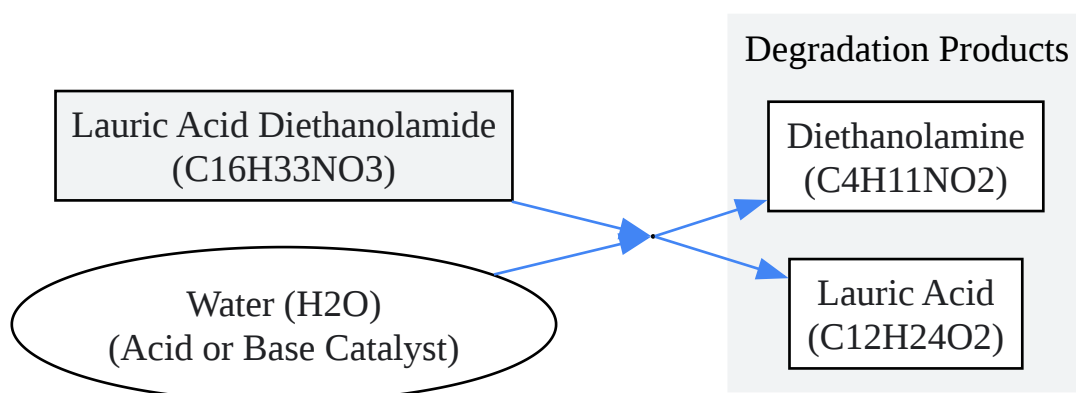 Degradation Products
Lauric Acid Diethanolamide
(C16H33NO3)
Diethanolamine
(C4H11NO2)
Water (H2O)
(Acid or Base Catalyst)
Lauric Acid
(C12H24O2)